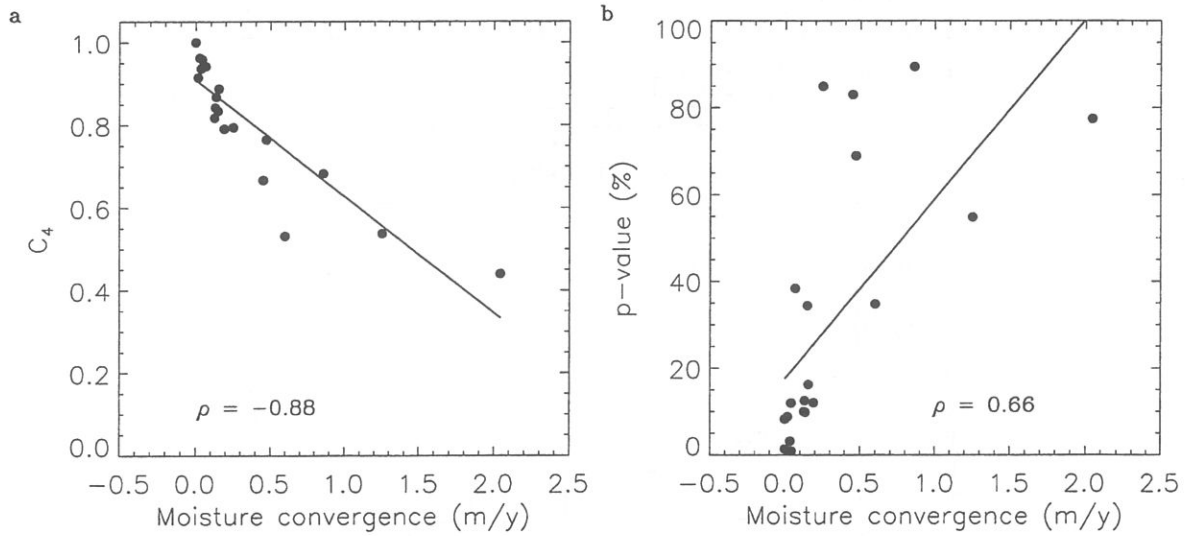 a
C4
1.0
0.8
0.6
0.4
0.2
0.0
ρ = −0.88
−0.5 0.0 0.5 1.0 1.5 2.0 2.5
Moisture convergence (m/y)
b
p−value (%)
100
80
60
40
20
0
ρ = 0.66
−0.5 0.0 0.5 1.0 1.5 2.0 2.5
Moisture convergence (m/y)